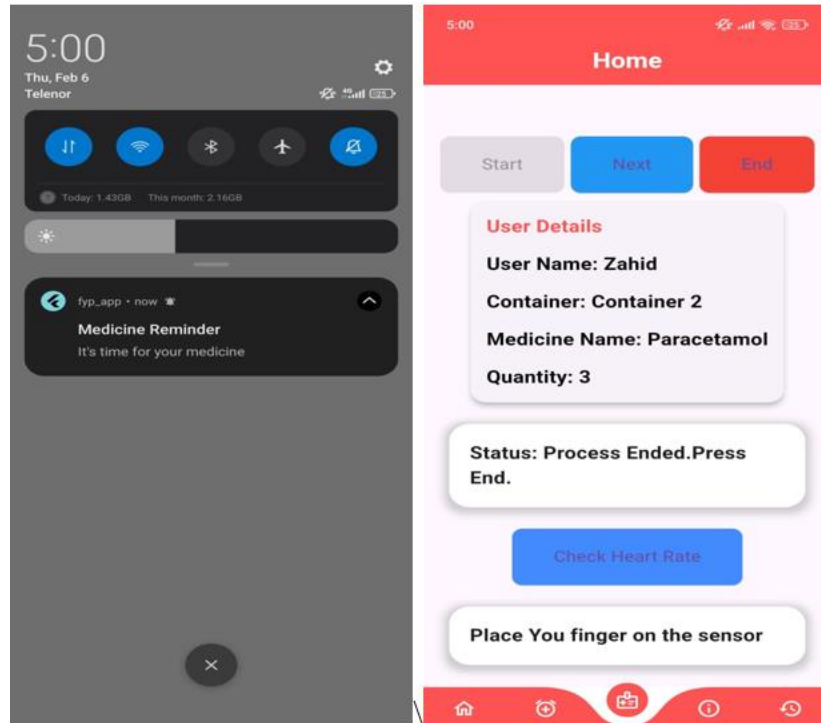 5:00
Thu, Feb 6
Telenor
4G
Today: 1.43GB This month: 2.16GB
fyp_app • now
Medicine Reminder
It's time for your medicine
\
5:00
Home
Start Next End
User Details
User Name: Zahid
Container: Container 2
Medicine Name: Paracetamol
Quantity: 3
Status: Process Ended.Press
End.
Check Heart Rate
Place You finger on the sensor